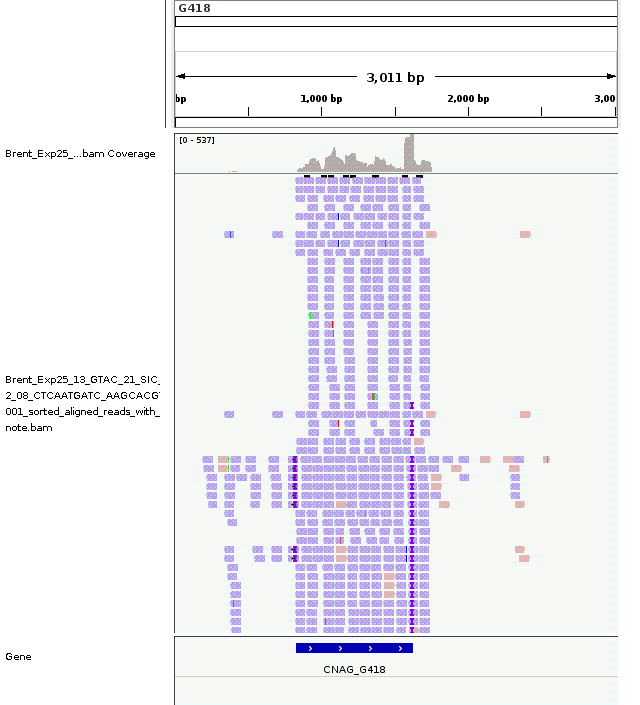 G418
3,011 bp
bp 1,000 bp 2,000 bp 3,00
[0 - 537]
Brent_Exp25_...bam Coverage
Brent_Exp25_13_GTAC_21_SIC_
2_08_CTCAATGATC_AAGCACG
001_sorted_aligned_reads_with_
note.bam
Gene
CNAG_G418